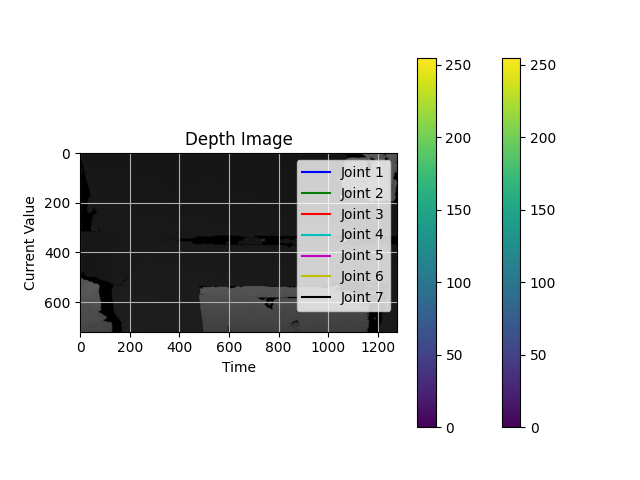 Depth Image
Current Value
0
200
400
600
0
200
400
600
800
1000
1200
Time
Joint 1
Joint 2
Joint 3
Joint 4
Joint 5
Joint 6
Joint 7
250
200
150
100
50
0
250
200
150
100
50
0